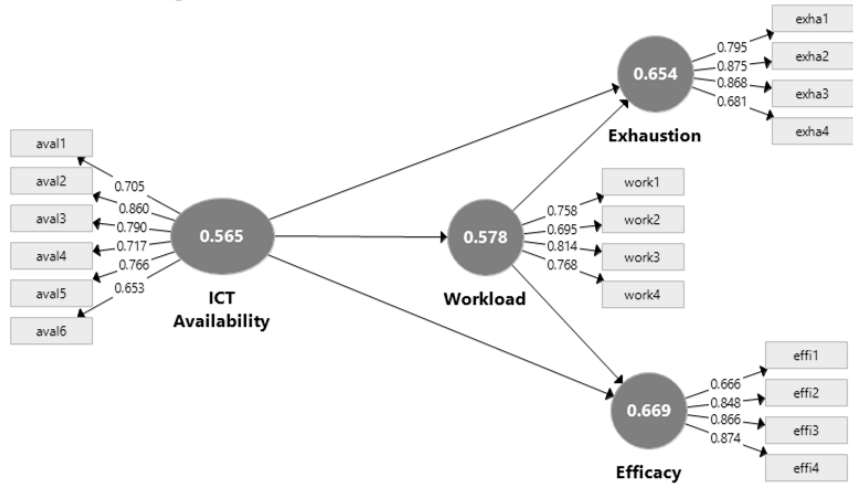 exha1
0.795
exha2
0.875
0.654
0.868
exha3
0.681
exha4
Exhaustion
aval1
0.705
aval2
0.860
aval3
0.790
0.565
aval4
0.717
0.766
aval5
0.653
aval6
ICT
Availability
work1
0.758
work2
0.695
0.578
0.814
work3
0.768
work4
Workload
effi1
0.666
effi2
0.848
0.669
0.866
effi3
0.874
effi4
Efficacy